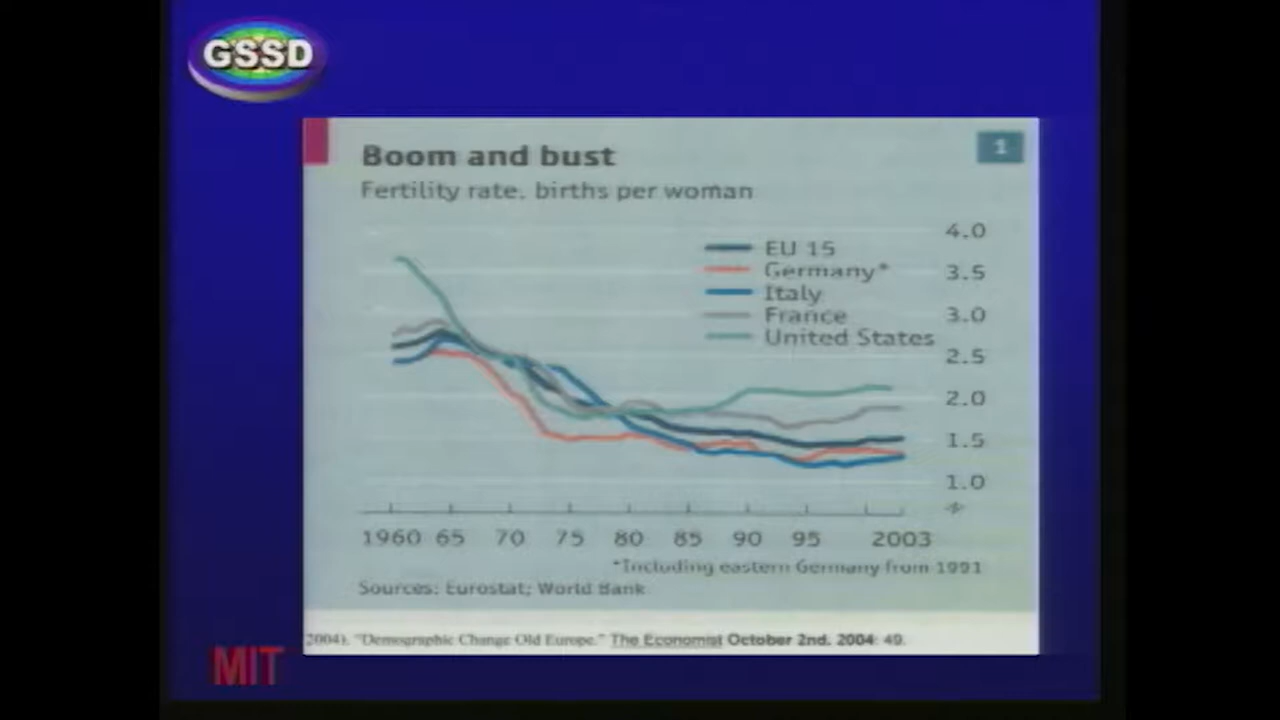 GSSD
1
Boom and bust
Fertility rate, births per woman
4.0
EU 15
Germany*
3.5
Italy
France
3.0
United States
2.5
2.0
1.5
1.0
1960 65 70 75 80 85 90 95 2003
*Including eastern Germany from 1991
Sources: Eurostat; World Bank
2004). "Demographic Change Old Europe." The Economist October 2nd, 2004: 49.
MIT